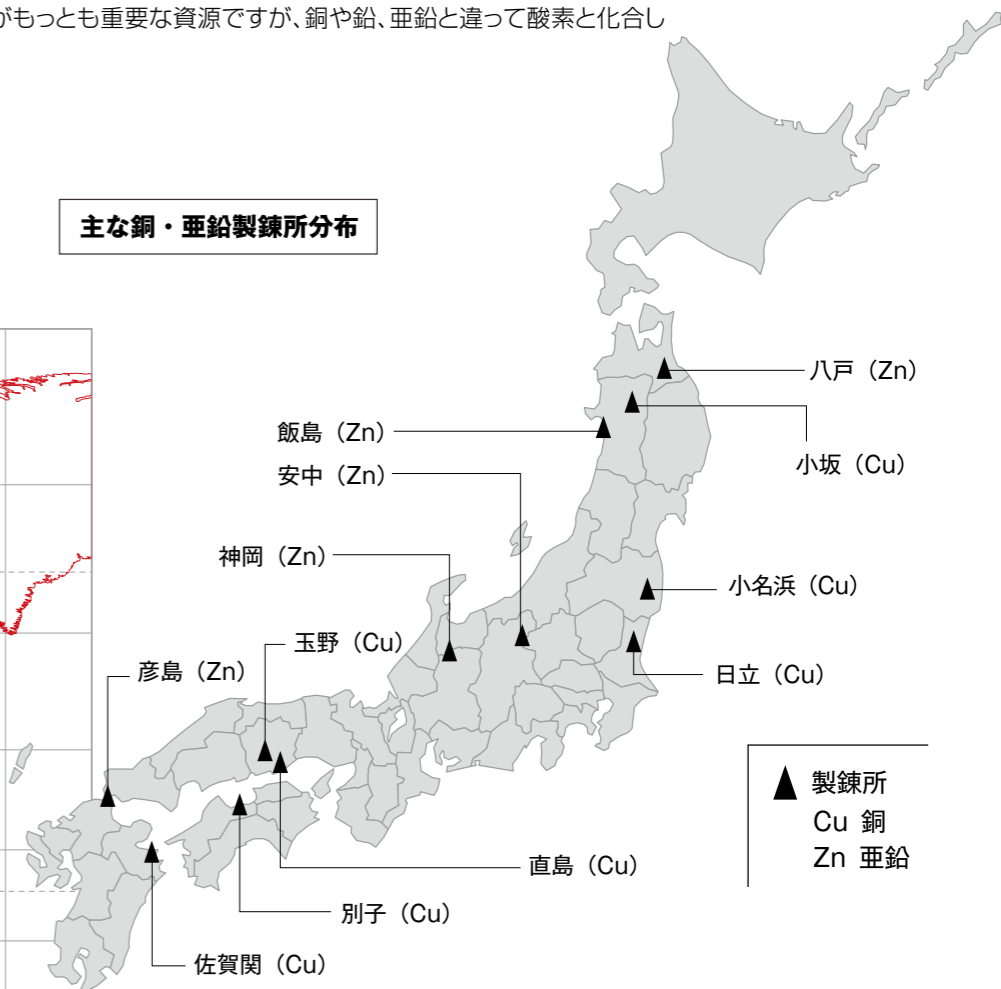 がもっとも重要な資源ですが、銅や鉛、亜鉛と違って酸素と化合し
主な銅・亜鉛製錬所分布
八戸（Zn）
飯島（Zn）
小坂（Cu）
安中（Zn）
神岡（Zn）
小名浜（Cu）
玉野（Cu）
彦島（Zn）
日立（Cu）
製錬所
Cu 銅
Zn 亜鉛
直島（Cu）
別子（Cu）
佐賀関（Cu）